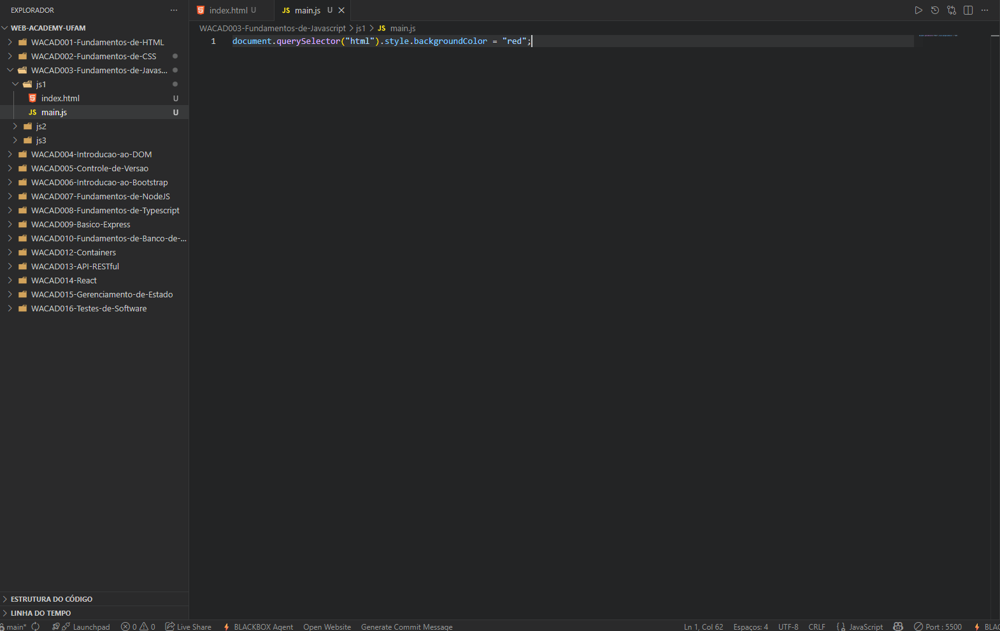 EXPLORADOR
WEB-ACADEMY-UFAM
WACAD001-Fundamentos-de-HTML
WACAD002-Fundamentos-de-CSS
WACAD003-Fundamentos-de-Javas...
js1
index.html U
JS main.js U
js2
js3
WACAD004-Introducao-ao-DOM
WACAD005-Controle-de-Versao
WACAD006-Introducao-ao-Bootstrap
WACAD007-Fundamentos-de-NodeJS
WACAD008-Fundamentos-de-Typescript
WACAD009-Basico-Express
WACAD010-Fundamentos-de-Banco-de-...
WACAD012-Containers
WACAD013-API-RESTful
WACAD014-React
WACAD015-Gerenciamento-de-Estado
WACAD016-Testes-de-Software
ESTRUTURA DO CÓDIGO
LINHA DO TEMPO
index.html U JS main.js U
WACAD003-Fundamentos-de-Javascript > js1 > JS main.js
1 document.querySelector("html").style.backgroundColor = "red";
main* Launchpad 0 0 Live Share BLACKBOX Agent Open Website Generate Commit Message Ln 1, Col 62 Espaços: 4 UTF-8 CRLF {} JavaScript Port : 5500 BLAC